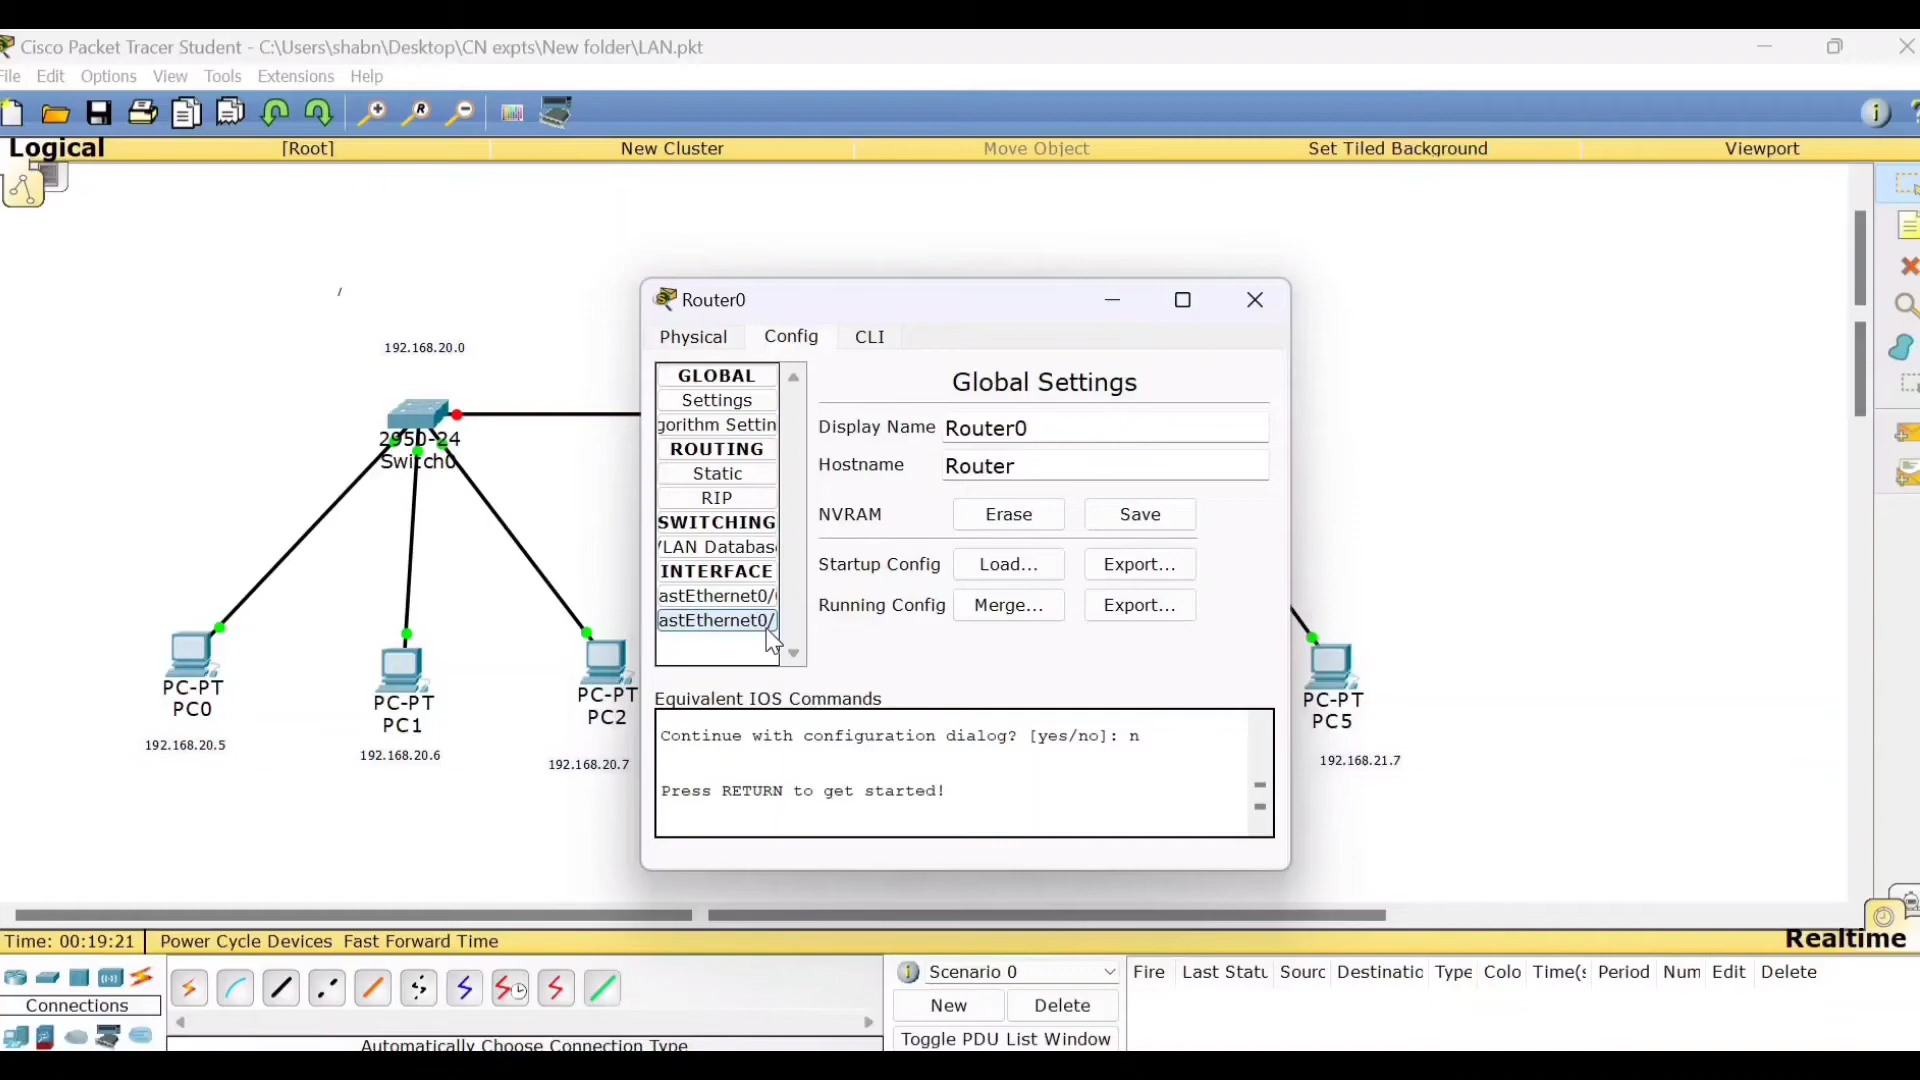 Cisco Packet Tracer Student - C:\Users\shabn\Desktop\CN expts\New folder\LAN.pkt
File Edit Options View Tools Extensions Help
Logical [Root] New Cluster Move Object Set Tiled Background Viewport
192.168.20.0
2950-24
Switch0
PC-PT
PC0
192.168.20.5
PC-PT
PC1
192.168.20.6
PC-PT
PC2
192.168.20.7
Router0
Physical Config CLI
GLOBAL
Settings
gorithm Settin
ROUTING
Static
RIP
SWITCHING
VLAN Databas
INTERFACE
astEthernet0/
astEthernet0/
Global Settings
Display Name Router0
Hostname Router
NVRAM Erase Save
Startup Config Load... Export...
Running Config Merge... Export...
Equivalent IOS Commands
Continue with configuration dialog? [yes/no]: n
Press RETURN to get started!
PC-PT
PC5
192.168.21.7
Time: 00:19:21 Power Cycle Devices Fast Forward Time
Realtime
Connections
Automatically Choose Connection Type
Scenario 0
New Delete
Toggle PDU List Window
Fire Last Statu Sourc Destinatic Type Colo Time(s Period Num Edit Delete